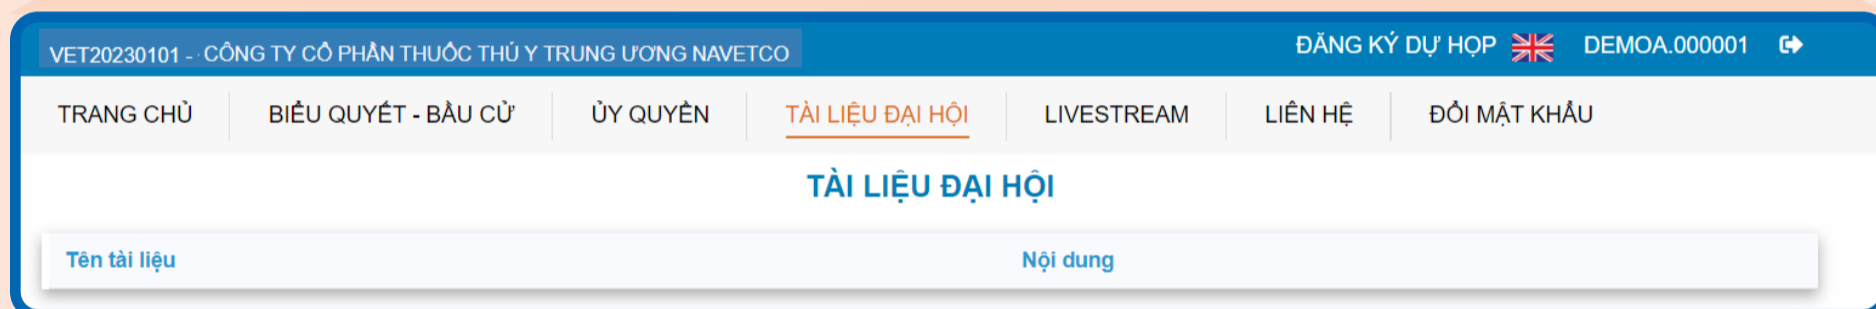 VET20230101 - CÔNG TY CỔ PHẦN THUỐC THÚ Y TRUNG ƯƠNG NAVETCO ĐĂNG KÝ DỰ HỌP DEMOA.000001
TRANG CHỦ BIỂU QUYẾT - BẦU CỬ ỦY QUYỀN TÀI LIỆU ĐẠI HỘI LIVESTREAM LIÊN HỆ ĐỔI MẬT KHẨU
TÀI LIỆU ĐẠI HỘI
Tên tài liệu Nội dung